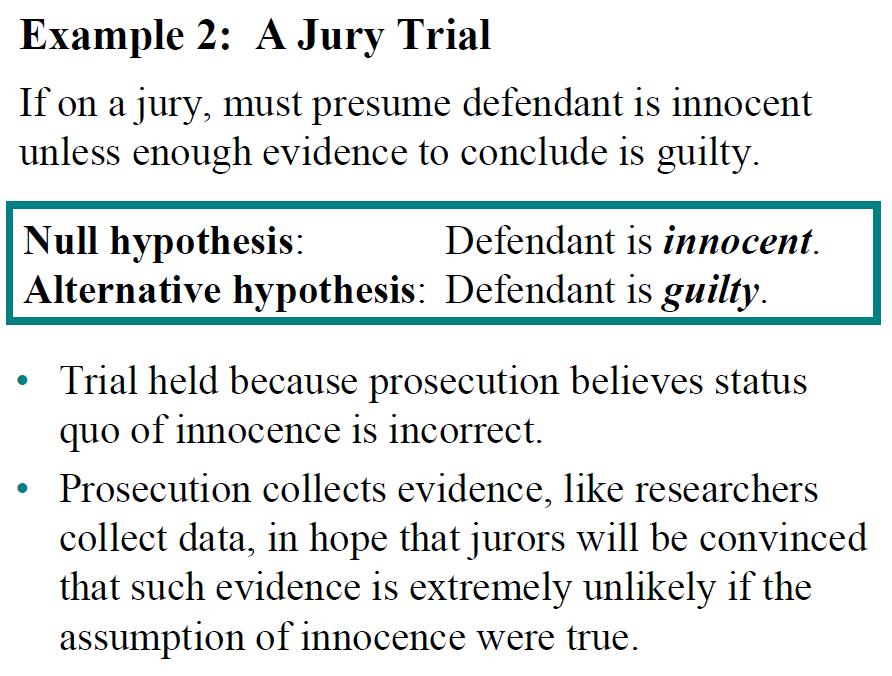 Example 2:  A Jury Trial
If on a jury, must presume defendant is innocent
unless enough evidence to conclude is guilty.
Null hypothesis: Defendant is innocent.
Alternative hypothesis: Defendant is guilty.
• Trial held because prosecution believes status
quo of innocence is incorrect.
• Prosecution collects evidence, like researchers
collect data, in hope that jurors will be convinced
that such evidence is extremely unlikely if the
assumption of innocence were true.